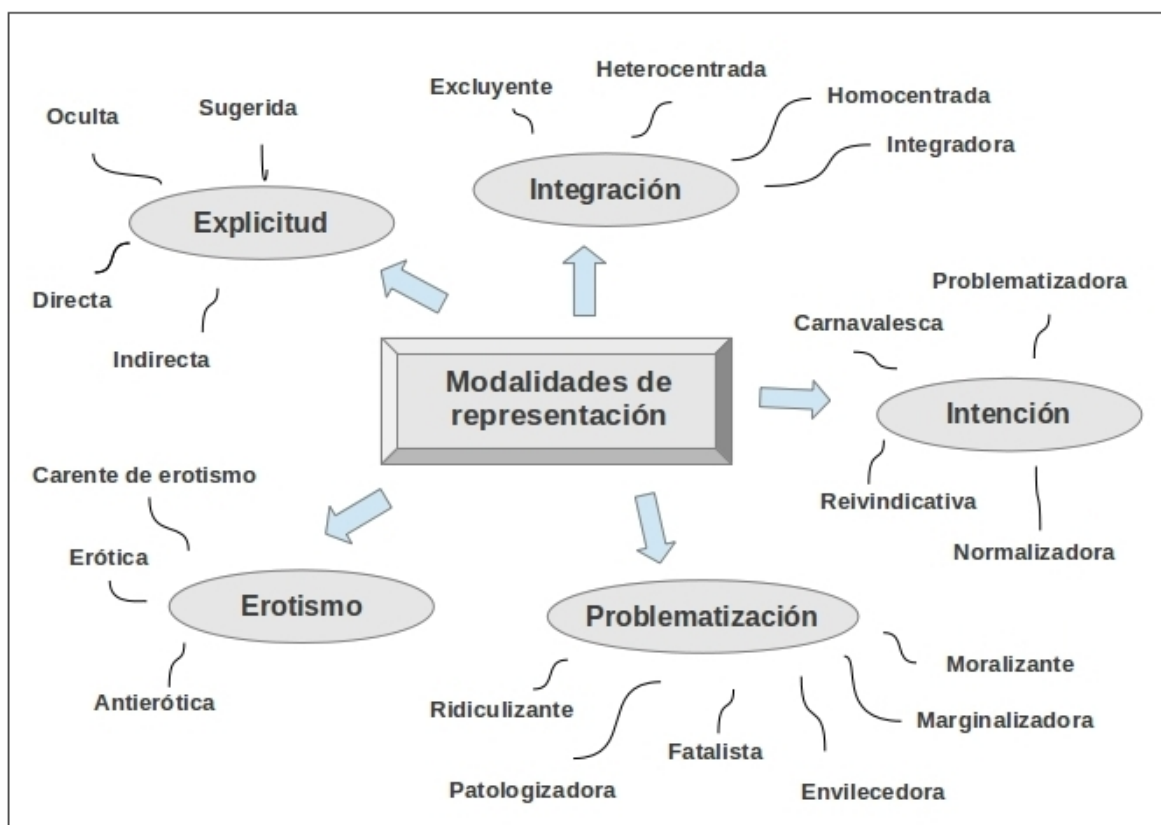 Oculta
Sugerida
Explicitud
Directa
Indirecta
Excluyente
Heterocentrada
Homocentrada
Integradora
Integración
Modalidades de
representación
Problematizadora
Carnavalesca
Intención
Reivindicativa
Normalizadora
Carente de erotismo
Erótica
Erotismo
Antierótica
Problematización
Ridiculizante
Patologizadora
Fatalista
Envilecedora
Marginalizadora
Moralizante